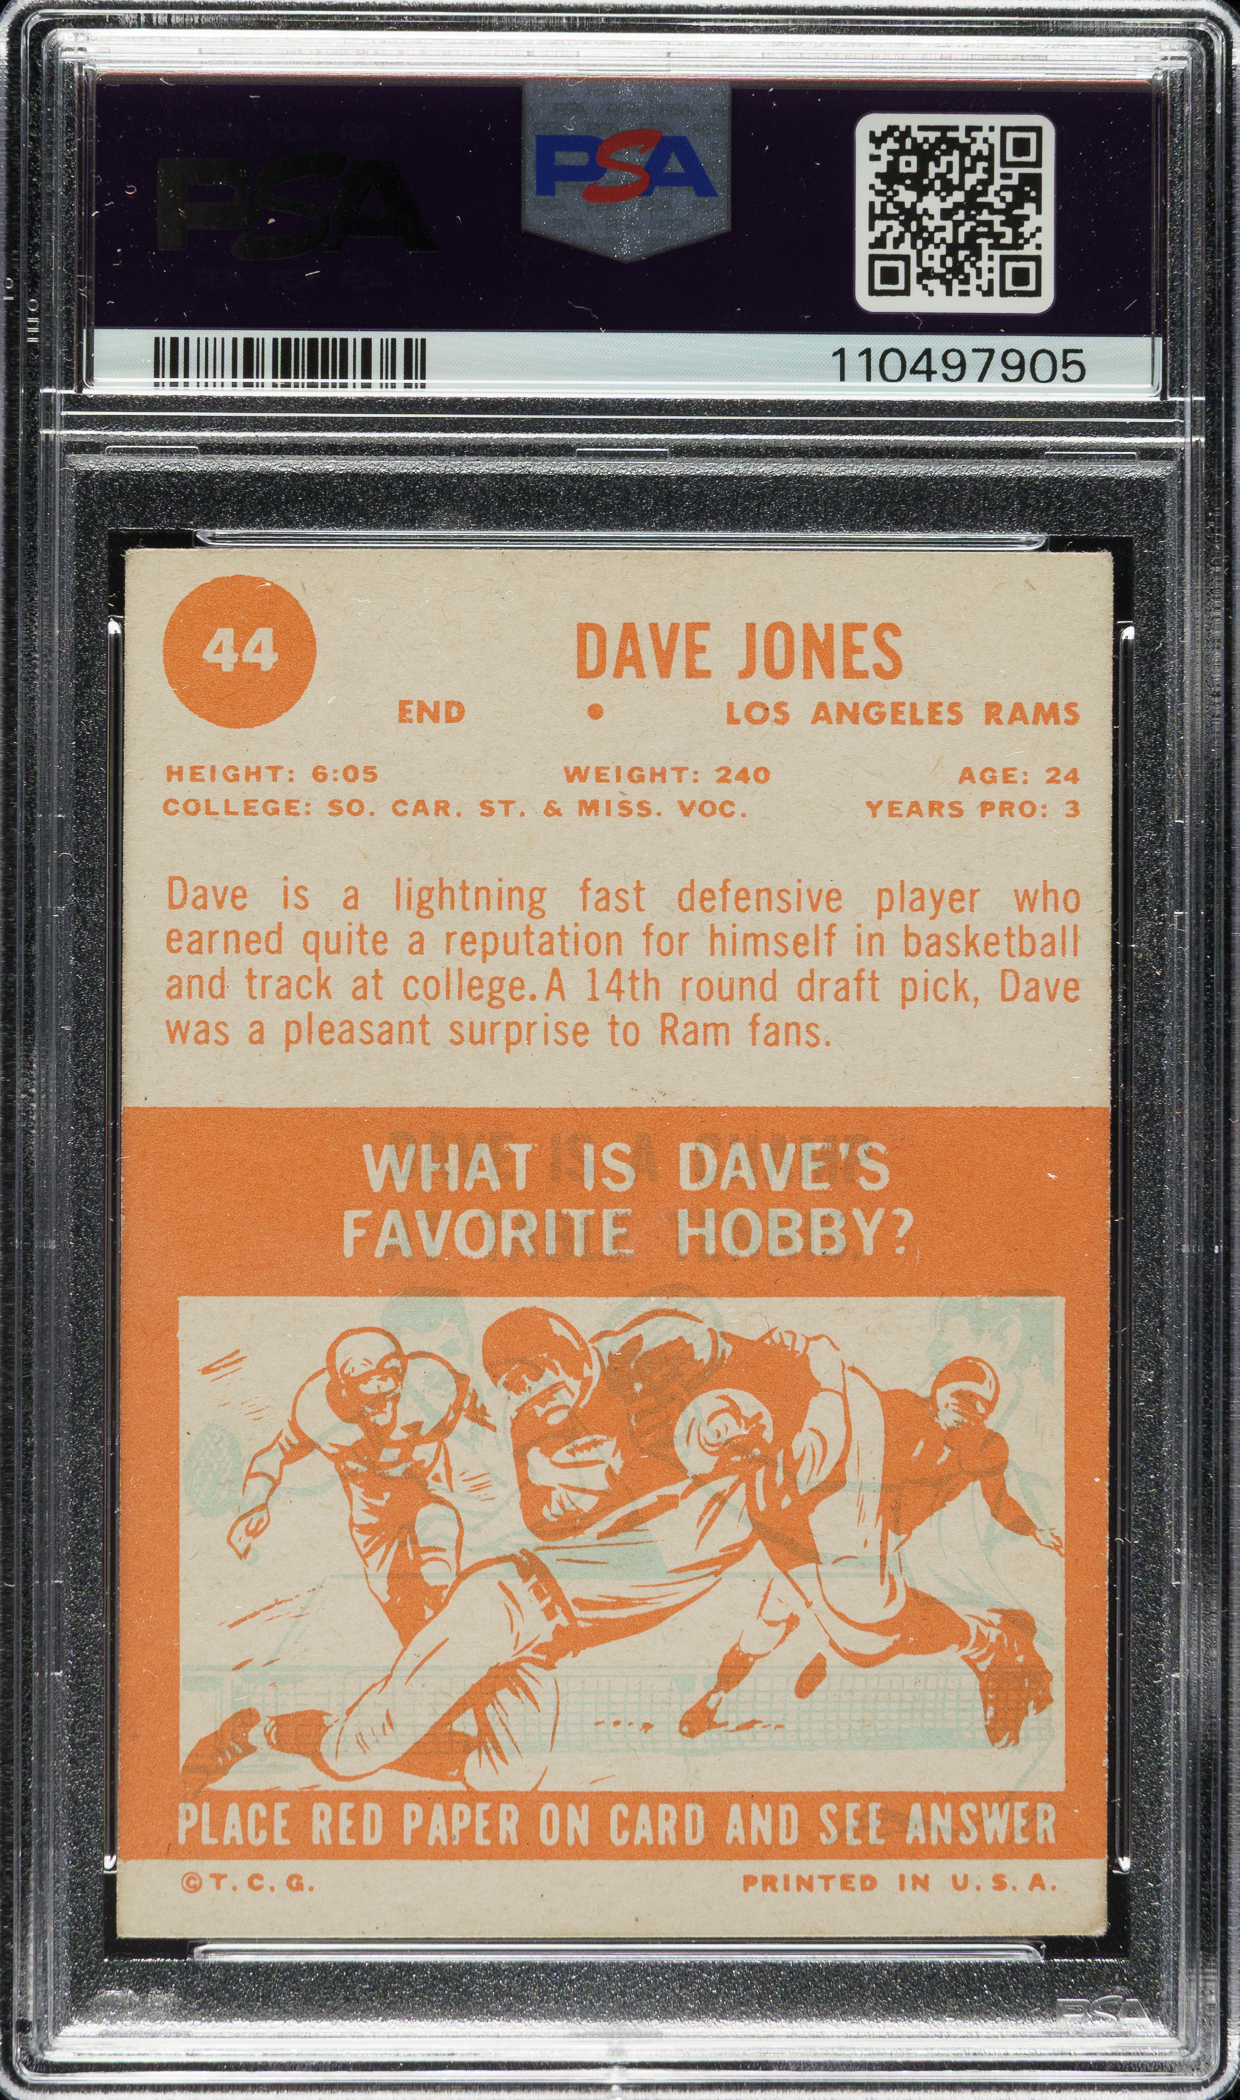 PSA
PSA
110497905
44
DAVE JONES
END • LOS ANGELES RAMS
HEIGHT: 6:05 WEIGHT: 240 AGE: 24
COLLEGE: SO. CAR. ST. & MISS. VOC. YEARS PRO: 3
Dave is a lightning fast defensive player who
earned quite a reputation for himself in basketball
and track at college. A 14th round draft pick, Dave
was a pleasant surprise to Ram fans.
WHAT IS DAVE'S
FAVORITE HOBBY?
PLACE RED PAPER ON CARD AND SEE ANSWER
©T. C. G. PRINTED IN U. S. A.
PSA